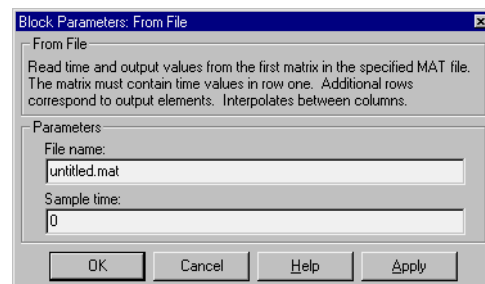 Block Parameters: From File
From File
Read time and output values from the first matrix in the specified MAT file.
The matrix must contain time values in row one. Additional rows
correspond to output elements. Interpolates between columns.
Parameters
File name:
untitled.mat
Sample time:
0
OK Cancel Help Apply